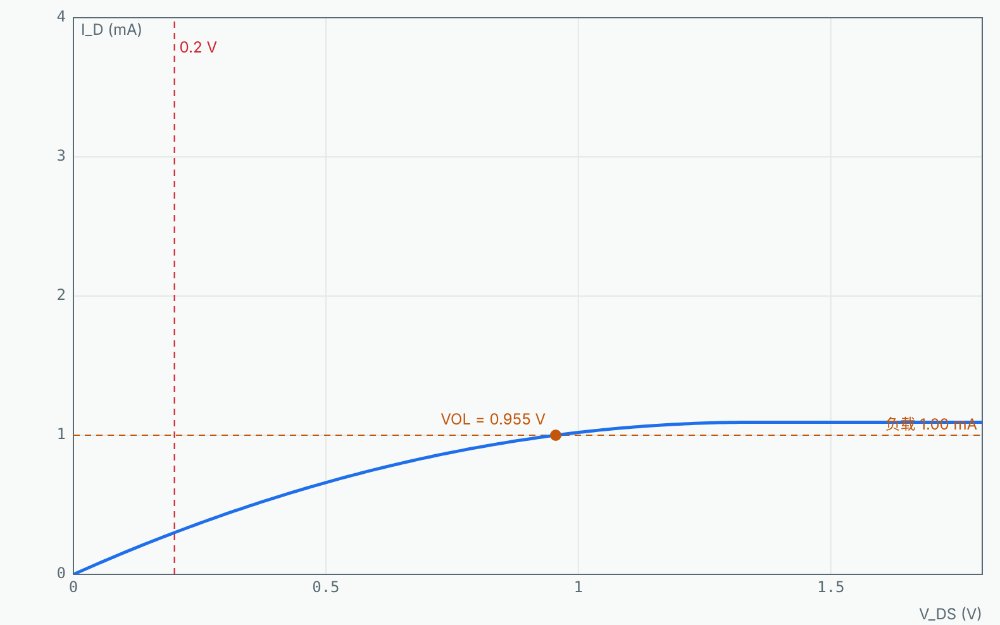 4
I_D (mA)
0.2 V
3
2
VOL = 0.955 V
负载 1.00 mA
1
0
0 0.5 1 1.5
V_DS (V)